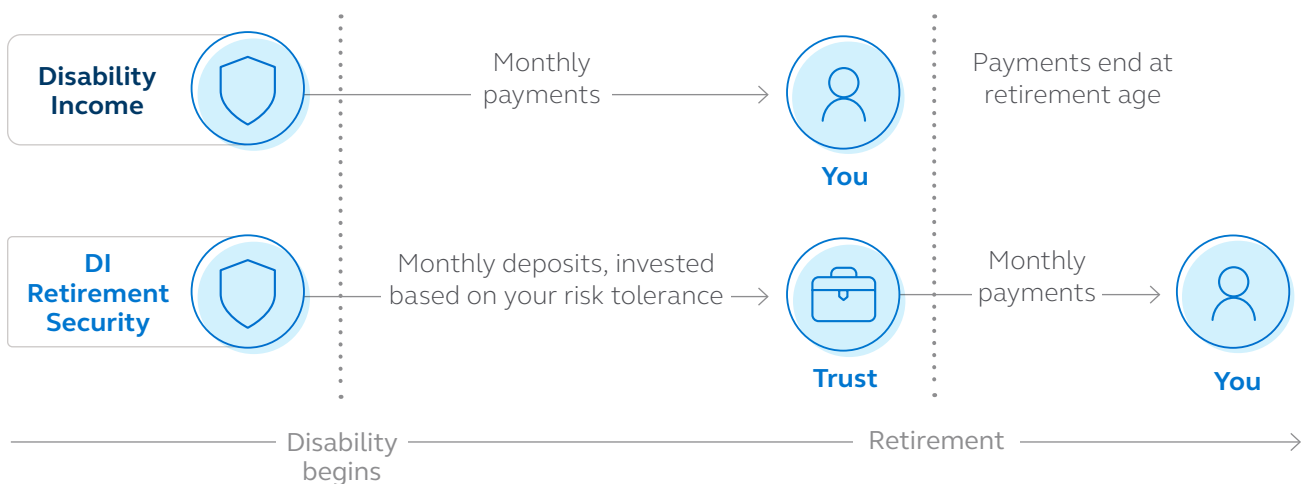 Disability
Income
Monthly
payments
You
Payments end at
retirement age
DI
Retirement
Security
Monthly deposits, invested
based on your risk tolerance
Trust
Monthly
payments
You
Disability
begins
Retirement